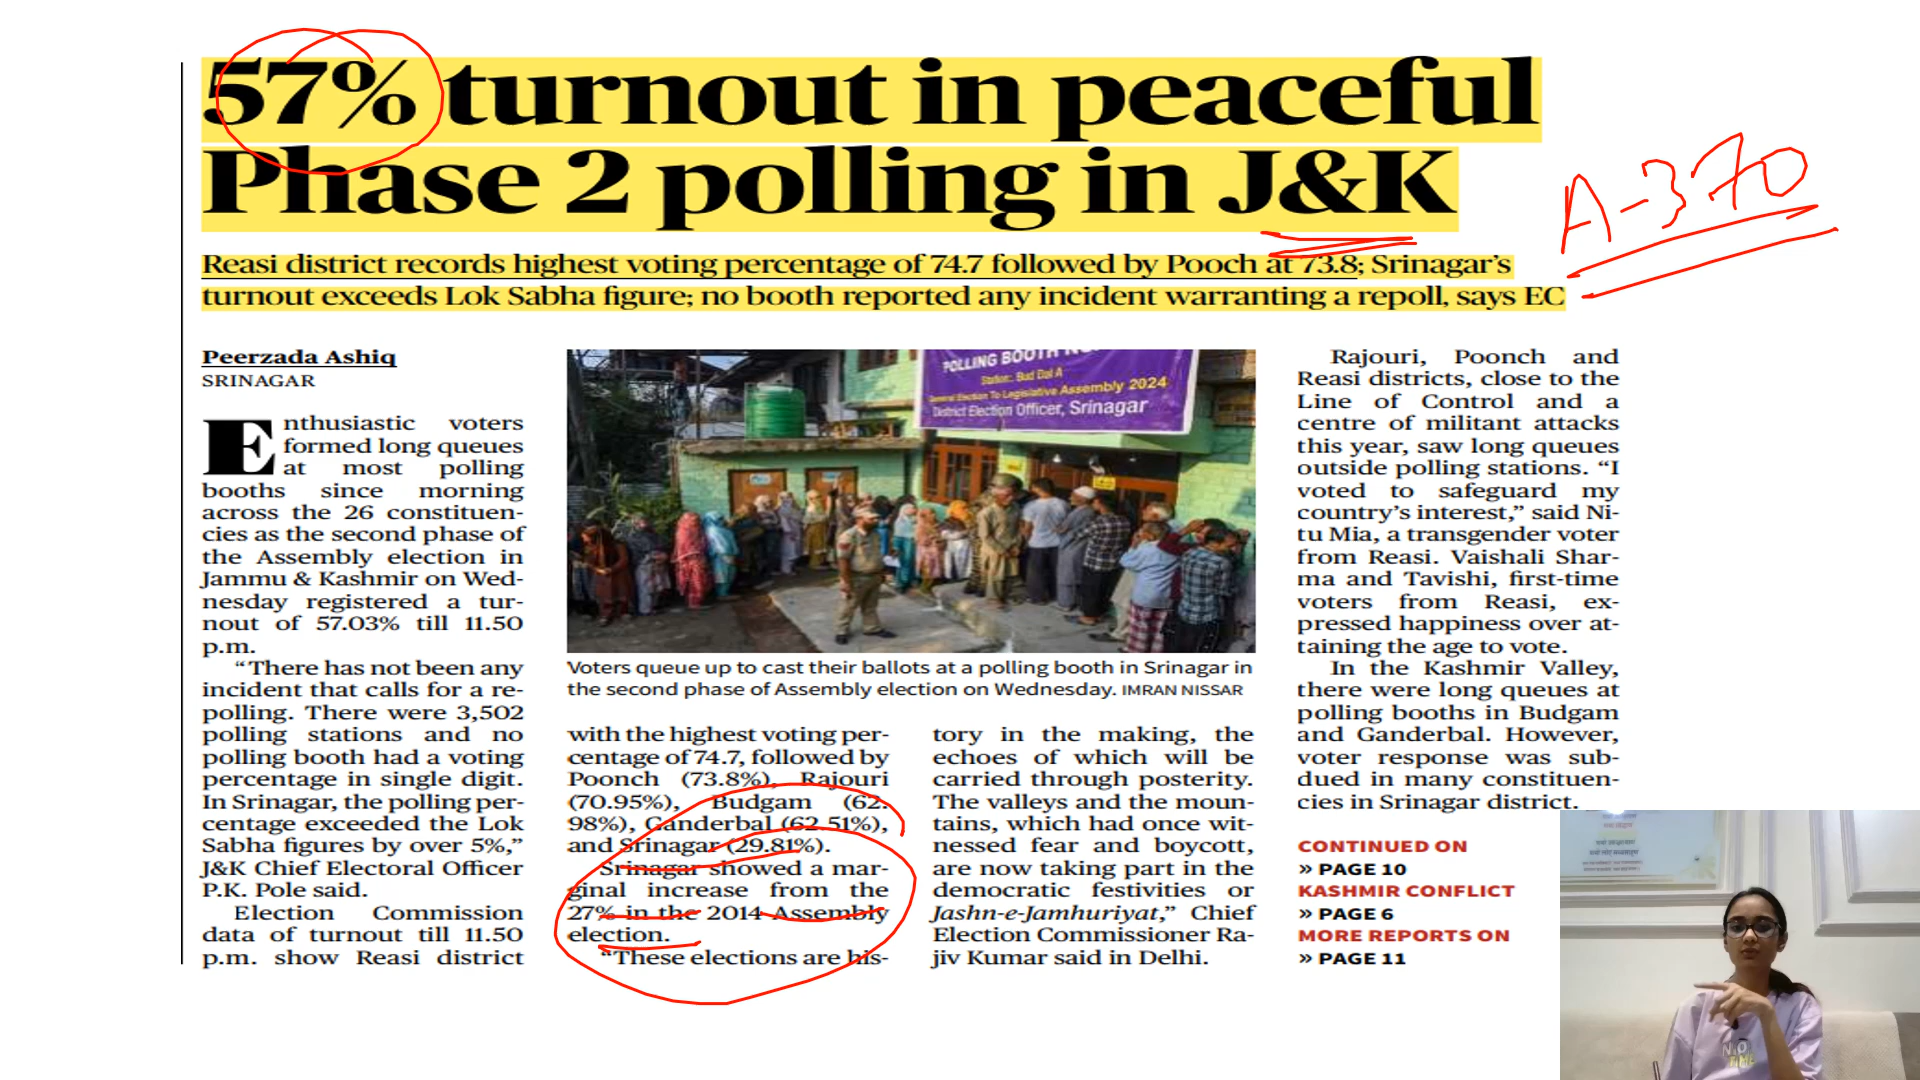 57% turnout in peaceful
Phase 2 polling in J&K
A-370
Reasi district records highest voting percentage of 74.7 followed by Pooch at 73.8; Srinagar’s
turnout exceeds Lok Sabha figure; no booth reported any incident warranting a repoll, says EC
Peerzada Ashiq
SRINAGAR
Enthusiastic voters
formed long queues
at most polling
booths since morning
across the 26 constituen-
cies as the second phase of
the Assembly election in
Jammu & Kashmir on Wed-
nesday registered a tur-
nout of 57.03% till 11.50
p.m.
“There has not been any
incident that calls for a re-
polling. There were 3,502
polling stations and no
polling booth had a voting
percentage in single digit.
In Srinagar, the polling per-
centage exceeded the Lok
Sabha figures by over 5%,”
J&K Chief Electoral Officer
P.K. Pole said.
Election Commission
data of turnout till 11.50
p.m. show Reasi district
POLLING BOOTH
Station: Bud Dal A
General Election To Legislative Assembly 2024
District Election Officer, Srinagar
Voters queue up to cast their ballots at a polling booth in Srinagar in
the second phase of Assembly election on Wednesday. IMRAN NISSAR
with the highest voting per-
centage of 74.7, followed by
Poonch (73.8%), Rajouri
(70.95%), Budgam (62.
98%), Ganderbal (62.51%),
and Srinagar (29.81%).
Srinagar showed a mar-
ginal increase from the
27% in the 2014 Assembly
election.
“These elections are his-
tory in the making, the
echoes of which will be
carried through posterity.
The valleys and the moun-
tains, which had once wit-
nessed fear and boycott,
are now taking part in the
democratic festivities or
Jashn-e-Jamhuriyat,” Chief
Election Commissioner Ra-
jiv Kumar said in Delhi.
Rajouri, Poonch and
Reasi districts, close to the
Line of Control and a
centre of militant attacks
this year, saw long queues
outside polling stations. “I
voted to safeguard my
country’s interest,” said Ni-
tu Mia, a transgender voter
from Reasi. Vaishali Shar-
ma and Tavishi, first-time
voters from Reasi, ex-
pressed happiness over at-
taining the age to vote.
In the Kashmir Valley,
there were long queues at
polling booths in Budgam
and Ganderbal. However,
voter response was sub-
dued in many constituen-
cies in Srinagar district.
CONTINUED ON
» PAGE 10
KASHMIR CONFLICT
» PAGE 6
MORE REPORTS ON
» PAGE 11